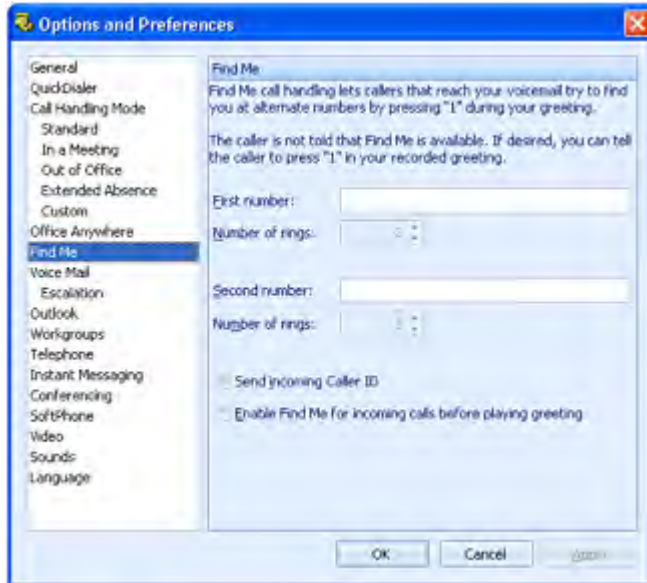 Options and Preferences
General
QuickDialer
Call Handling Mode
Standard
In a Meeting
Out of Office
Extended Absence
Custom
Office Anywhere
Find Me
Voice Mail
Escalation
Outlook
Workgroups
Telephone
Instant Messaging
Conferencing
SoftPhone
Video
Sounds
Language
Find Me
Find Me call handling lets callers that reach your voicemail try to find
you at alternate numbers by pressing "1" during your greeting.
The caller is not told that Find Me is available. If desired, you can tell
the caller to press "1" in your recorded greeting.
First number:
Number of rings:
Second number:
Number of rings:
Send incoming Caller ID
Enable Find Me for incoming calls before playing greeting
OK
Cancel
Apply